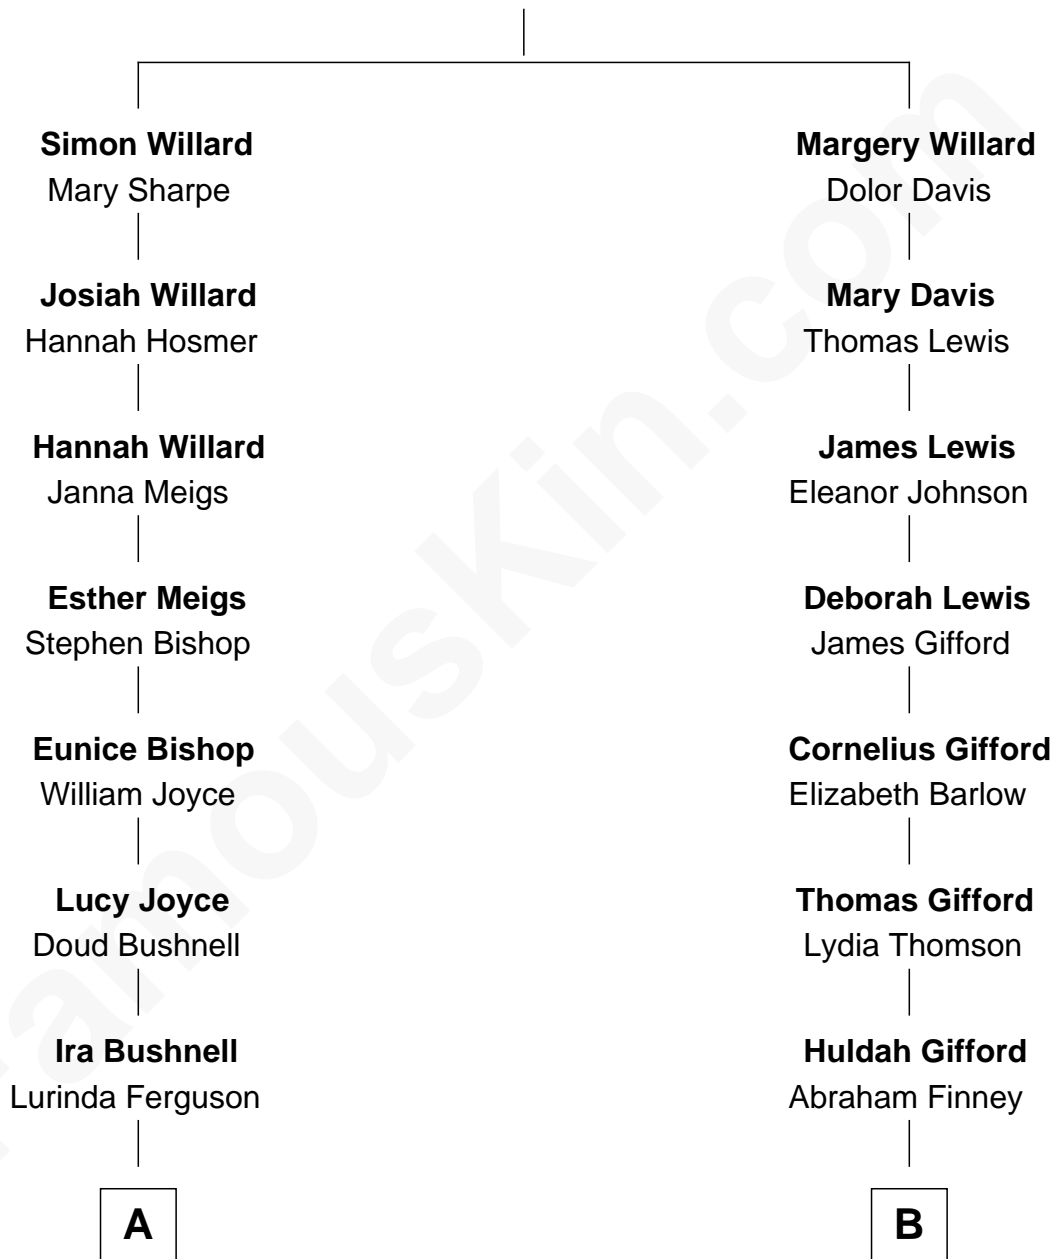 Simon Willard
Mary Sharpe
Josiah Willard
Hannah Hosmer
Hannah Willard
Janna Meigs
Esther Meigs
Stephen Bishop
Eunice Bishop
William Joyce
Lucy Joyce
Doud Bushnell
Ira Bushnell
Lurinda Ferguson
A
Margery Willard
Dolor Davis
Mary Davis
Thomas Lewis
James Lewis
Eleanor Johnson
Deborah Lewis
James Gifford
Cornelius Gifford
Elizabeth Barlow
Thomas Gifford
Lydia Thomson
Huldah Gifford
Abraham Finney
B
FamousKin.com